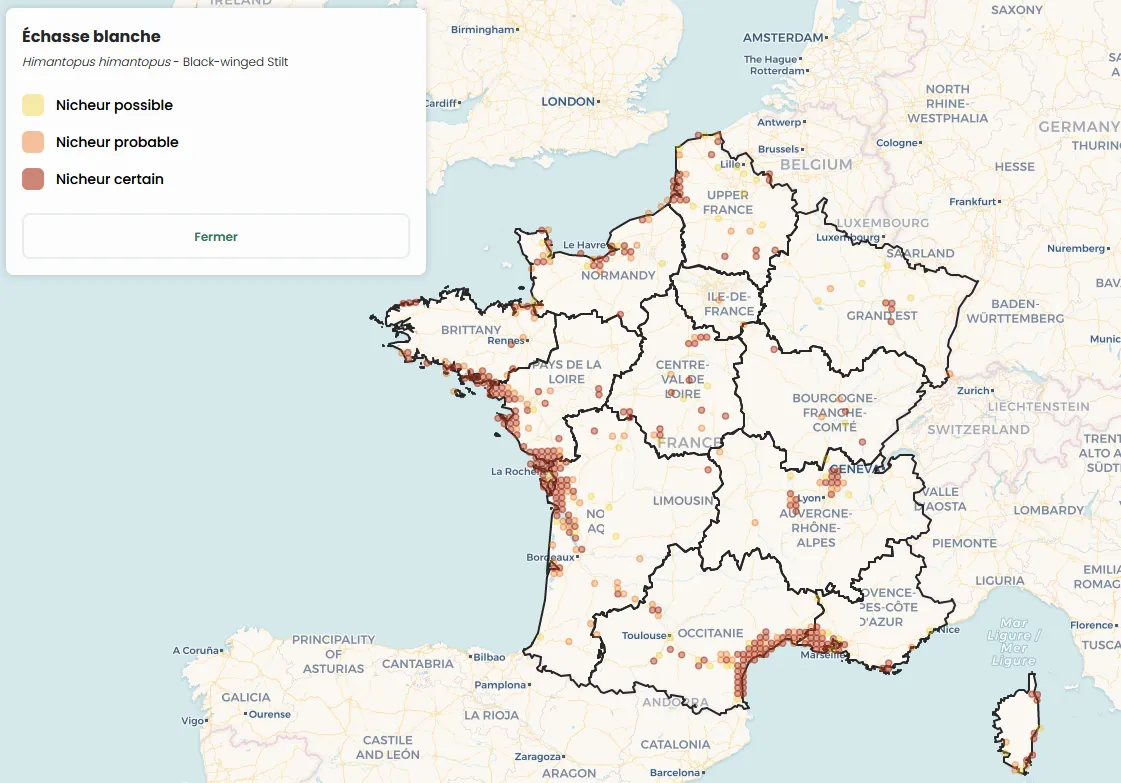 IRELAND
Échasse blanche
Himantopus himantopus - Black-winged Stilt
Nicheur possible
Nicheur probable
Nicheur certain
Fermer
Birmingham
Cardiff
LONDON
AMSTERDAM
The Hague
Rotterdam
Antwerp
Brussels
BELGIUM
Lille
SAXONY
NORTH
RHINE-
WESTPHALIA
Cologne
GERMANY
THURING
HESSE
Frankfurt
LUXEMBOURG
Luxembourg
SAARLAND
Nuremberg
UPPER
FRANCE
Le Havre
NORMANDY
ILE-DE-
FRANCE
GRAND EST
BADEN-
WÜRTTEMBERG
BAV
Munic
BRITTANY
Rennes
PAYS DE LA
LOIRE
CENTRE-
VAL DE
LOIRE
BOURGOGNE-
FRANCHE-
COMTÉ
Zurich
LIECHTENSTEIN
SWITZERLAND
FRANCE
GENEVA
TRENT
ALTO A
SÜDT
La Roche
LIMOUSIN
NO
AQ
Lyon
AUVERGNE-
RHÔNE-
ALPES
VALLE
D'AOSTA
LOMBARDY
PIEMONTE
Bordeaux
LIGURIA
EMILIA
ROMAG
OVENCE-
PES-CÔTE
D'AZUR
Nice
Mar
Ligure /
Mer
Ligure
Florence
TUSCA
Toulouse
OCCITANIE
Marseille
A Coruña
PRINCIPALITY
OF
ASTURIAS
CANTABRIA
Bilbao
Pamplona
GALICIA
Ourense
Vigo
LA RIOJA
ANDORRA
CASTILE
AND LEÓN
CATALONIA
Zaragoza
ARAGON
Barcelona